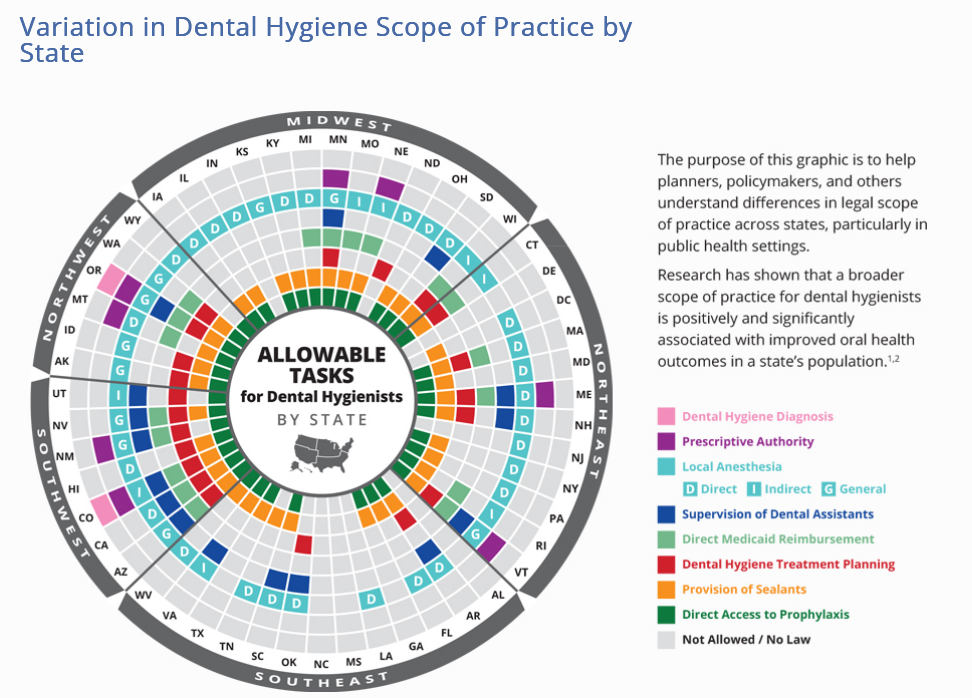 Variation in Dental Hygiene Scope of Practice by
State
MIDWEST
IA
IL
IN
KS
KY
MI
MN
MO
NE
ND
OH
SD
WI
D
D
D
G
D
D
G
I
I
D
D
D
I
I
NORTHEAST
CT
DE
DC
MA
MD
ME
NH
NJ
NY
PA
RI
VT
D
D
D
D
D
D
D
D
I
G
SOUTHEAST
AL
AR
FL
GA
LA
MS
NC
OK
SC
TN
TX
VA
WV
D
D
D
D
D
D
I
D
SOUTHWEST
AZ
CA
CO
HI
NM
NV
UT
G
D
I
D
G
G
I
NORTHWEST
AK
ID
MT
OR
WA
WY
G
G
D
G
G
D
ALLOWABLE
TASKS
for Dental Hygienists
BY STATE
The purpose of this graphic is to help
planners, policymakers, and others
understand differences in legal scope
of practice across states, particularly in
public health settings.
Research has shown that a broader
scope of practice for dental hygienists
is positively and significantly
associated with improved oral health
outcomes in a state's population.1,2
Dental Hygiene Diagnosis
Prescriptive Authority
Local Anesthesia
D Direct I Indirect G General
Supervision of Dental Assistants
Direct Medicaid Reimbursement
Dental Hygiene Treatment Planning
Provision of Sealants
Direct Access to Prophylaxis
Not Allowed / No Law